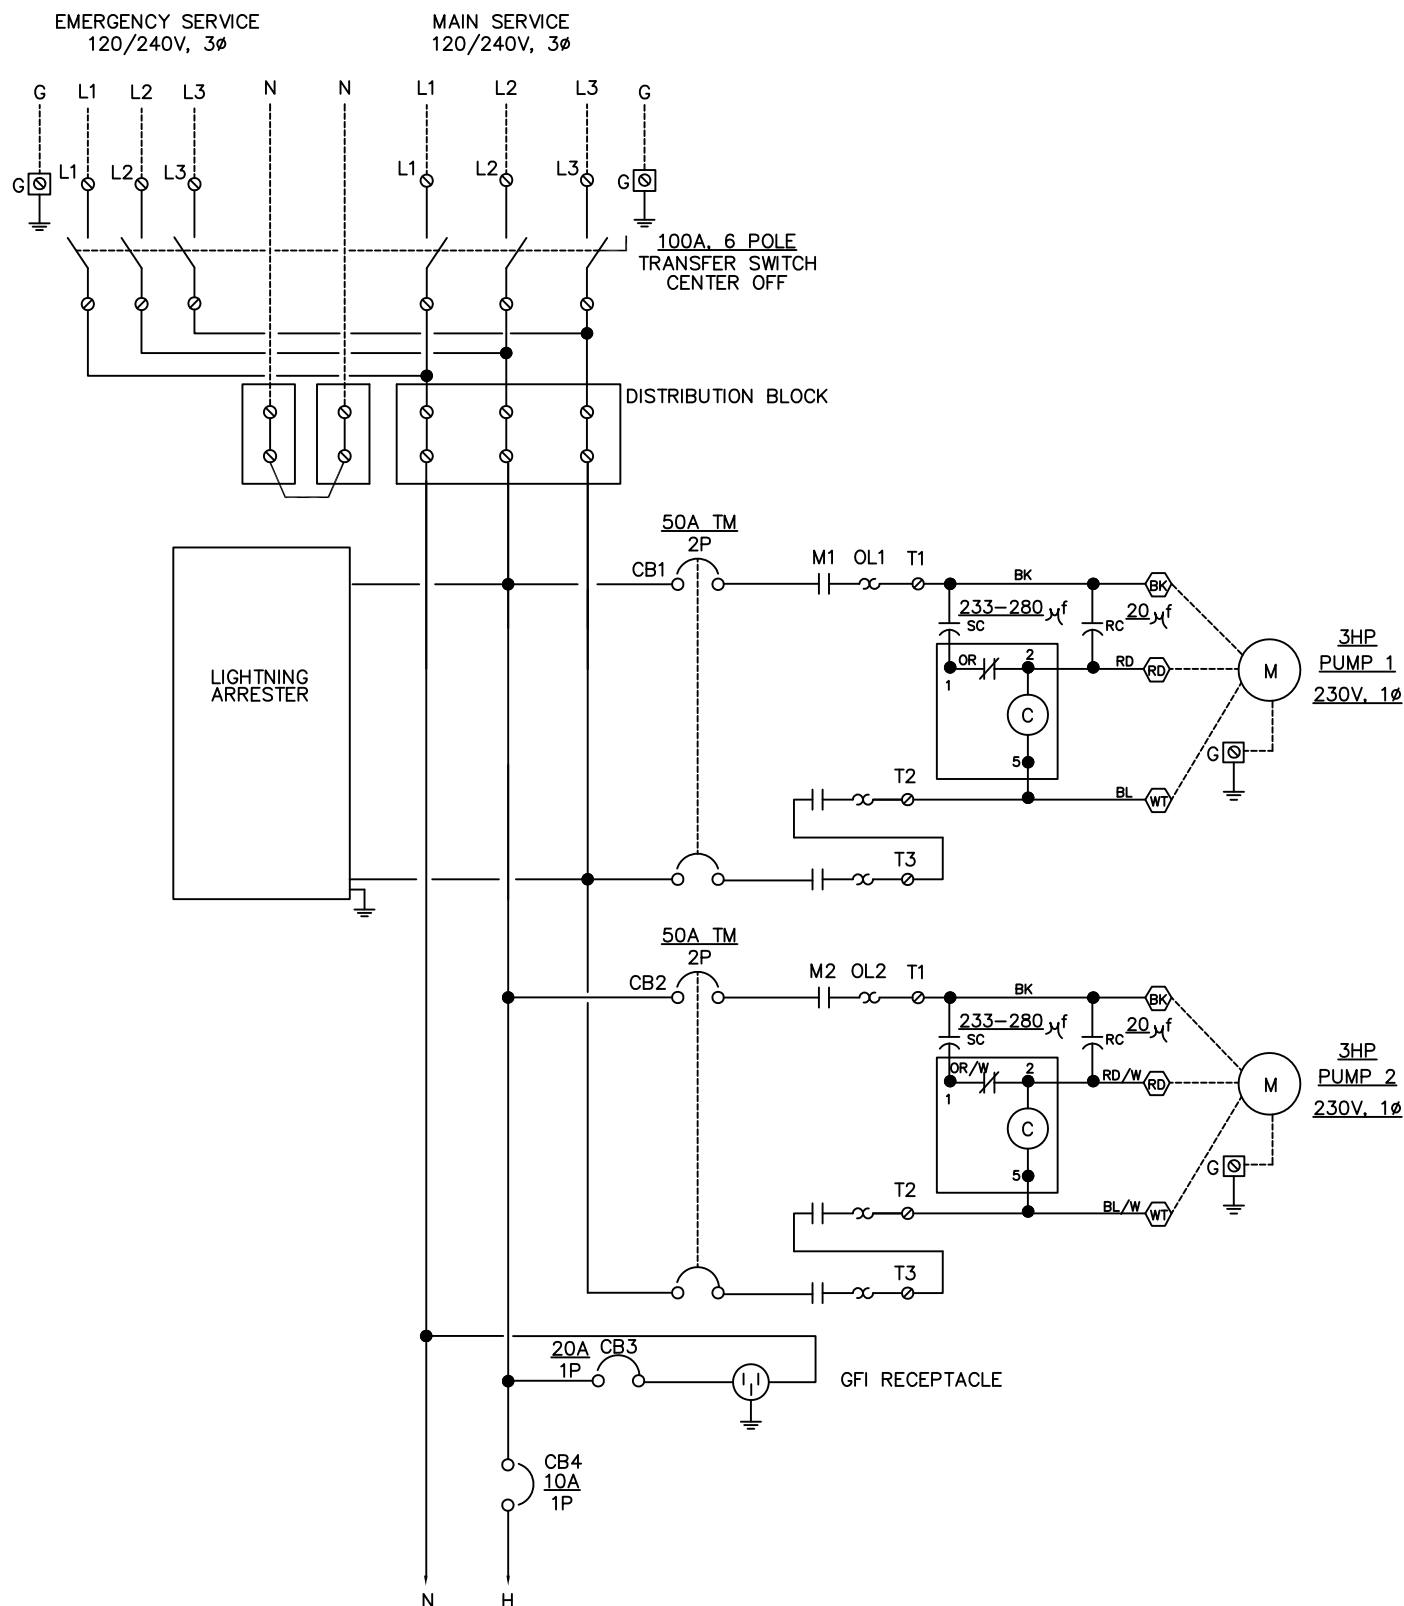 EMERGENCY SERVICE
120/240V, 3ø
MAIN SERVICE
120/240V, 3ø
G L1 L2 L3 N N L1 L2 L3 G
G L1 L2 L3 L1 L2 L3 G
100A, 6 POLE
TRANSFER SWITCH
CENTER OFF
DISTRIBUTION BLOCK
LIGHTNING
ARRESTER
50A TM
2P
CB1
M1 OL1 T1
BK
BK
233-280 µf
SC
RC
20 µf
OR
1
2
RD
RD
C
5
M
3HP
PUMP 1
230V, 1ø
G
T2
BL
WT
T3
50A TM
2P
CB2
M2 OL2 T1
BK
BK
233-280 µf
SC
RC
20 µf
OR/W
1
2
RD/W
RD
C
5
M
3HP
PUMP 2
230V, 1ø
G
T2
BL/W
WT
T3
20A
1P
CB3
GFI RECEPTACLE
CB4
10A
1P
N H